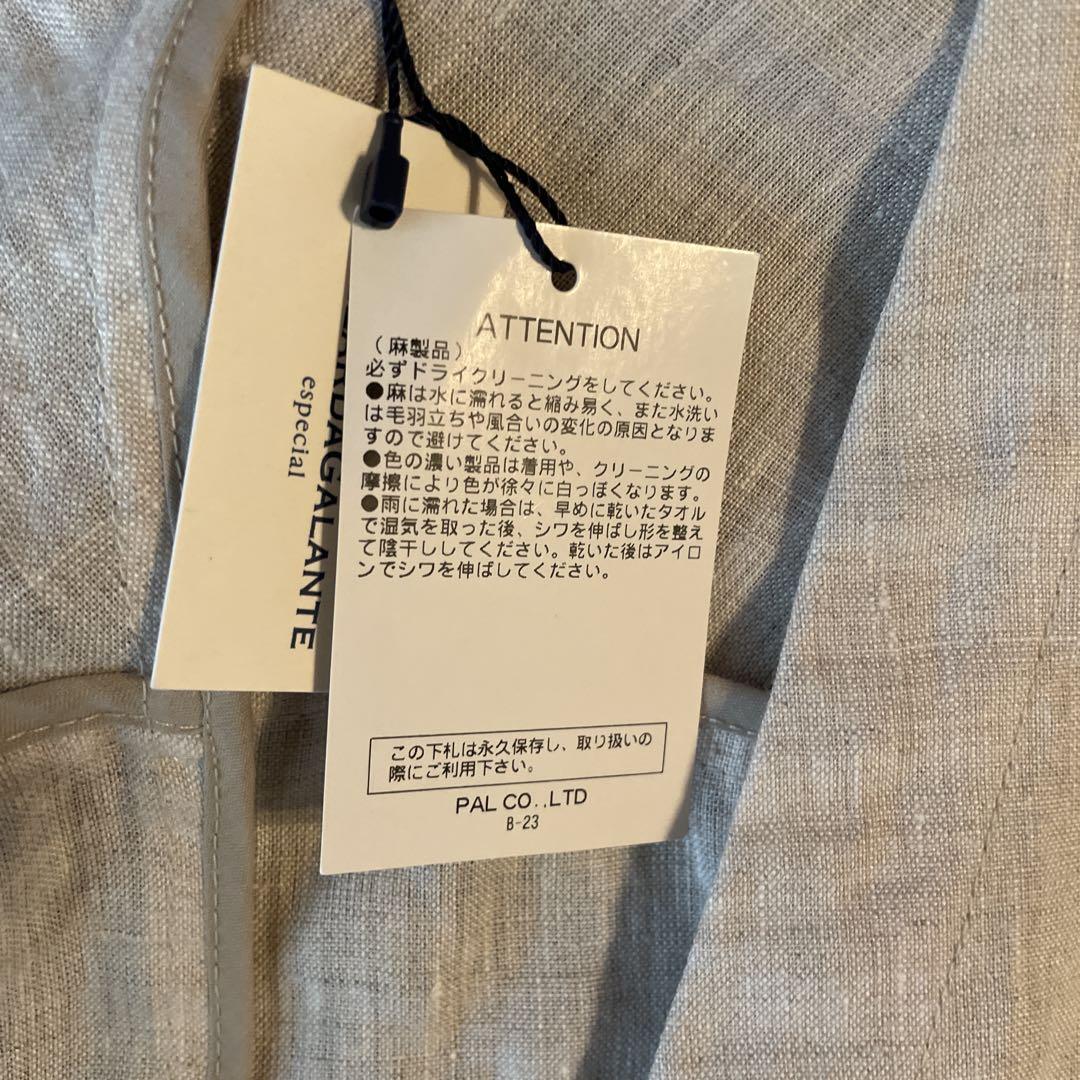 ATTENTION
（麻製品）
必ずドライクリーニングをしてください。
●麻は水に濡れると縮み易く、また水洗い
は毛羽立ちや風合いの変化の原因となりま
すので避けてください。
●色の濃い製品は着用や、クリーニングの
摩擦により色が徐々に白っぽくなります。
●雨に濡れた場合は、早めに乾いたタオル
で湿気を取った後、シワを伸ばし形を整え
て陰干ししてください。乾いた後はアイロ
ンでシワを伸ばしてください。
この下札は永久保存し、取り扱いの
際にご利用下さい。
PAL CO.,LTD
B-23
especial